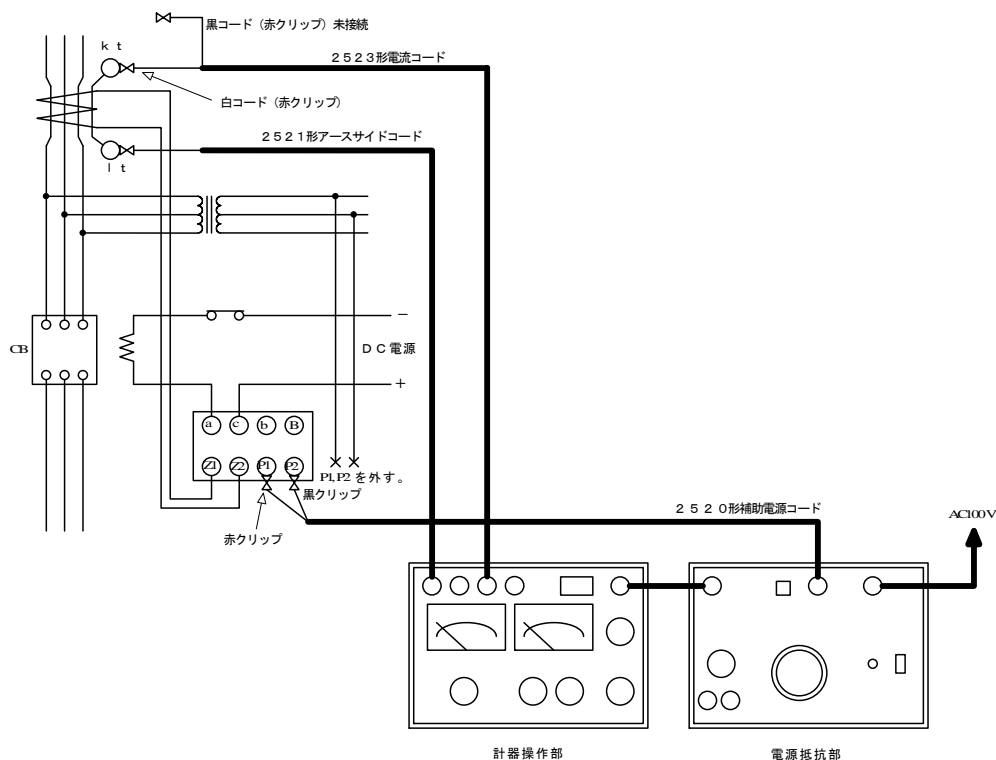 黒コード（赤クリップ）未接続
ｋｔ
２５２３形電流コード
白コード（赤クリップ）
２５２１形アースサイドコード
ｌｔ
－
CB
ＤＣ電源
＋
a c b B
Z1 Z2 P1 P2
P1,P2 を外す。
黒クリップ
２５２０形補助電源コード
AC100V
赤クリップ
計器操作部
電源抵抗部